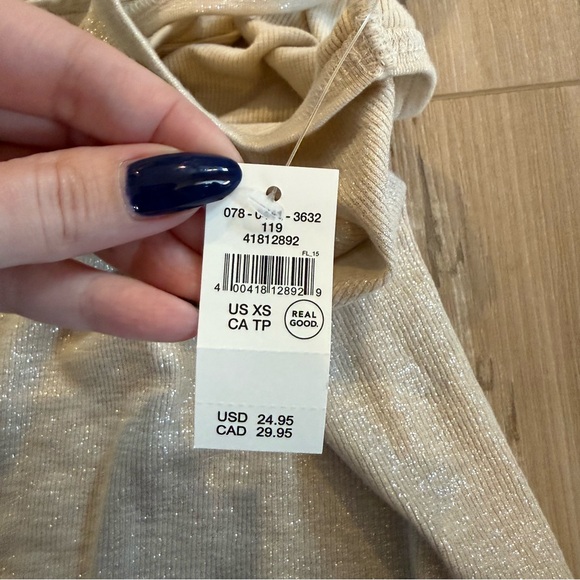 078 - 0 - 3632
119
41812892
FL_15
4 00418 12892 9
US XS
CA TP
REAL
GOOD.
USD 24.95
CAD 29.95